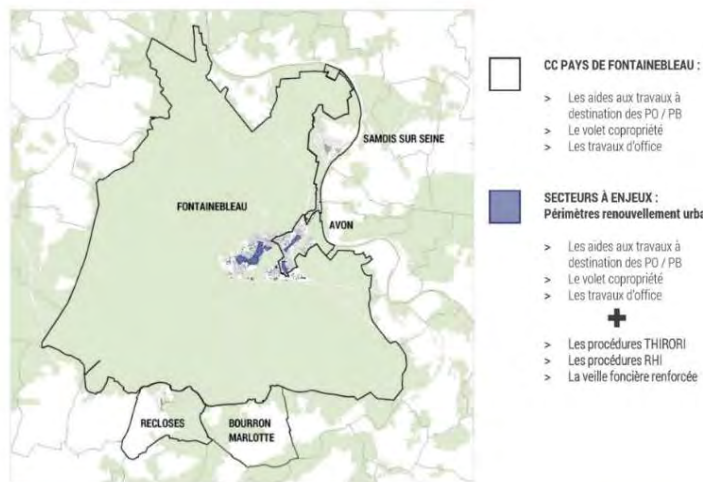 CC PAYS DE FONTAINEBLEAU :
> Les aides aux travaux à
destination des PO / PB
> Le volet copropriété
> Les travaux d'office
SAMOIS SUR SEINE
FONTAINEBLEAU
AVON
SECTEURS À ENJEUX :
Périmètres renouvellement urba
> Les aides aux travaux à
destination des PO / PB
> Le volet copropriété
> Les travaux d'office
+
> Les procédures THIRORI
> Les procédures RHI
> La veille foncière renforcée
RECLOSES
BOURRON
MARLOTTE